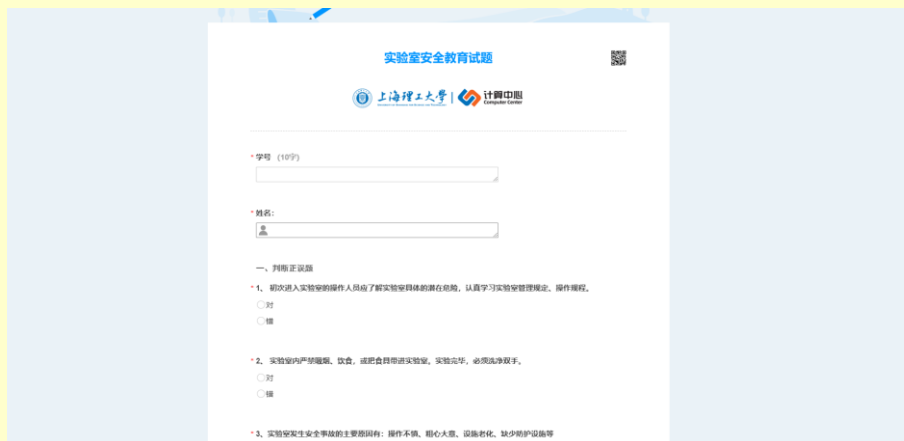 实验室安全教育试题
上海理工大学 | 计算中心
Computer Center
* 学号 (10字)
* 姓名:
一、判断正误题
* 1、 初次进入实验室的操作人员应了解实验室具体的潜在危险，认真学习实验室管理规定、操作规程。
对
错
* 2、 实验室内严禁吸烟、饮食，或把食具带进实验室。实验完毕，必须洗净双手。
对
错
* 3、实验室发生安全事故的主要原因有：操作不慎、粗心大意、设施老化、缺少防护设施等